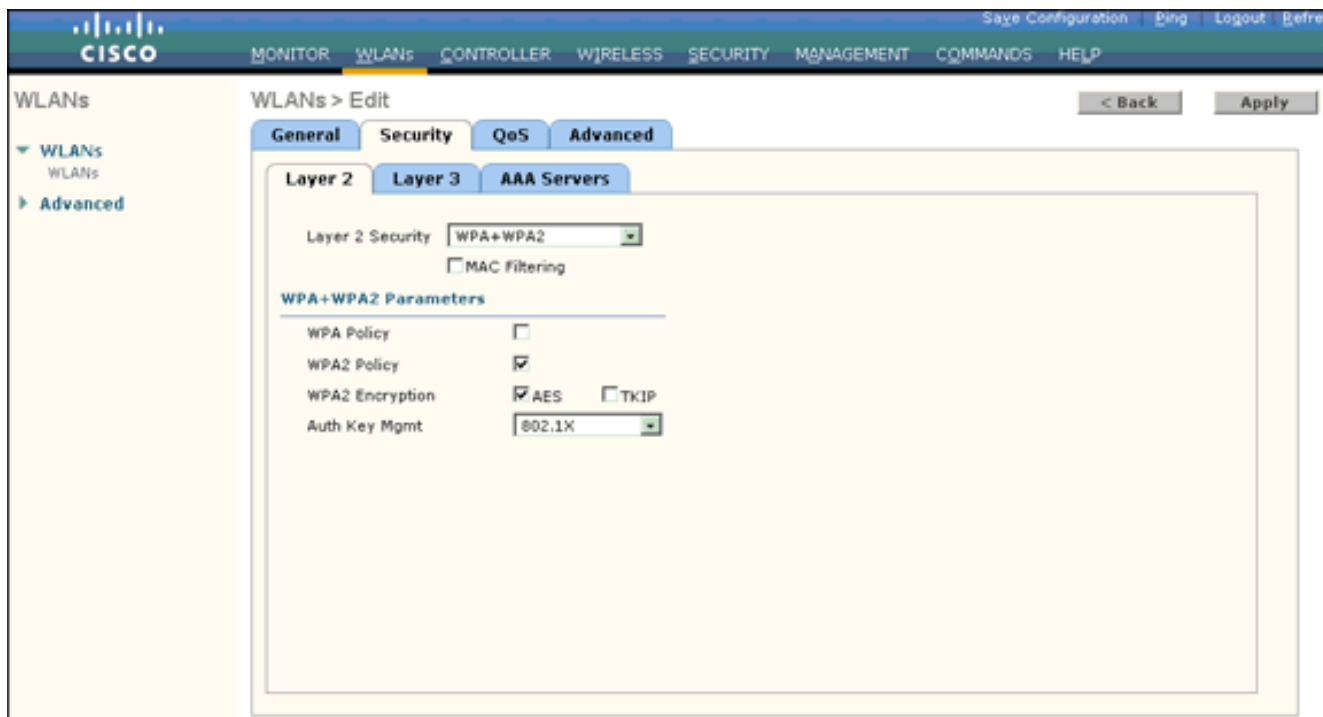 Save Configuration | Ping | Logout | Refre
CISCO
MONITOR WLANs CONTROLLER WIRELESS SECURITY MANAGEMENT COMMANDS HELP
WLANs
WLANs > Edit
< Back
Apply
WLANs
WLANs
Advanced
General Security QoS Advanced
Layer 2 Layer 3 AAA Servers
Layer 2 Security WPA+WPA2
MAC Filtering
WPA+WPA2 Parameters
WPA Policy
WPA2 Policy
WPA2 Encryption AES TKIP
Auth Key Mgmt 802.1X